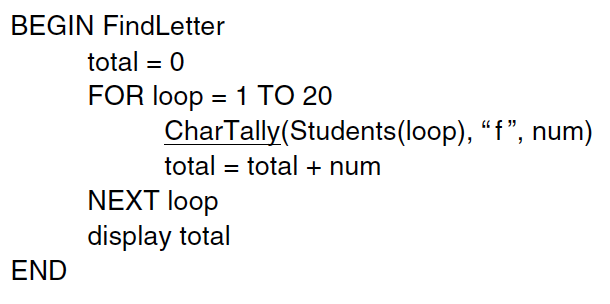 BEGIN FindLetter
total = 0
FOR loop = 1 TO 20
CharTally(Students(loop), “f”, num)
total = total + num
NEXT loop
display total
END